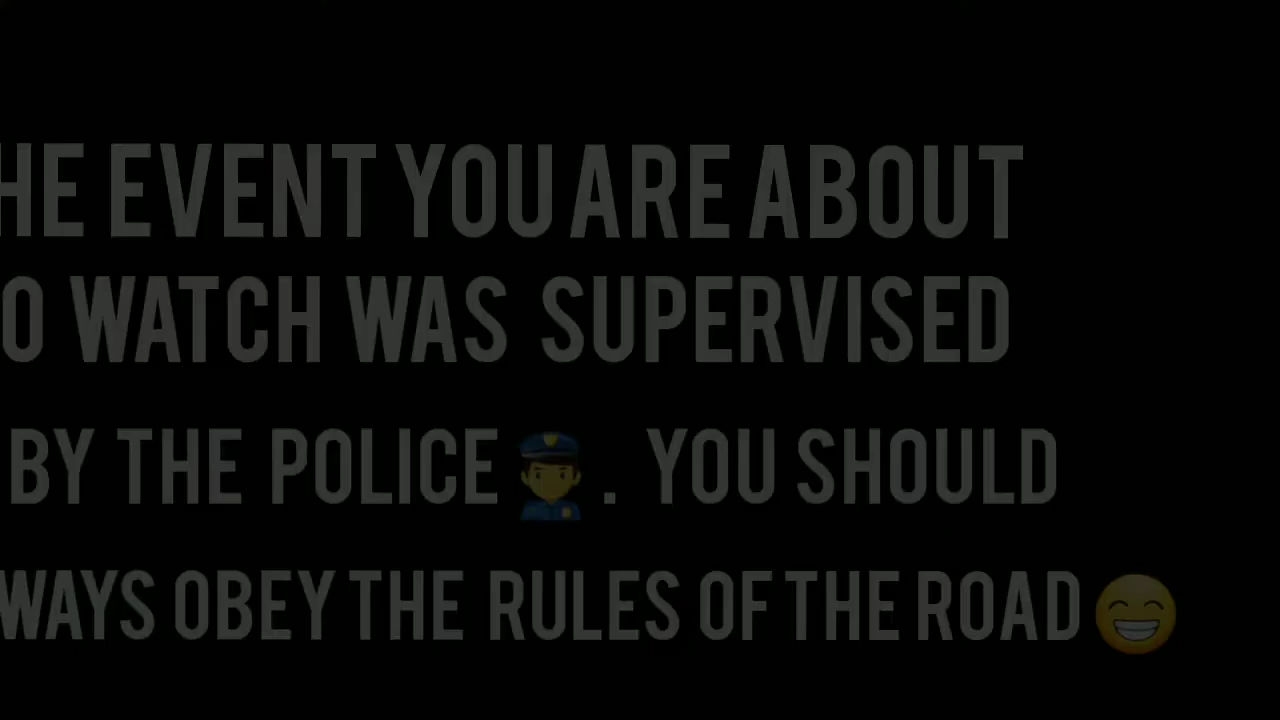 HE EVENT YOU ARE ABOUT
O WATCH WAS SUPERVISED
BY THE POLICE👮. YOU SHOULD
WAYS OBEY THE RULES OF THE ROAD😁